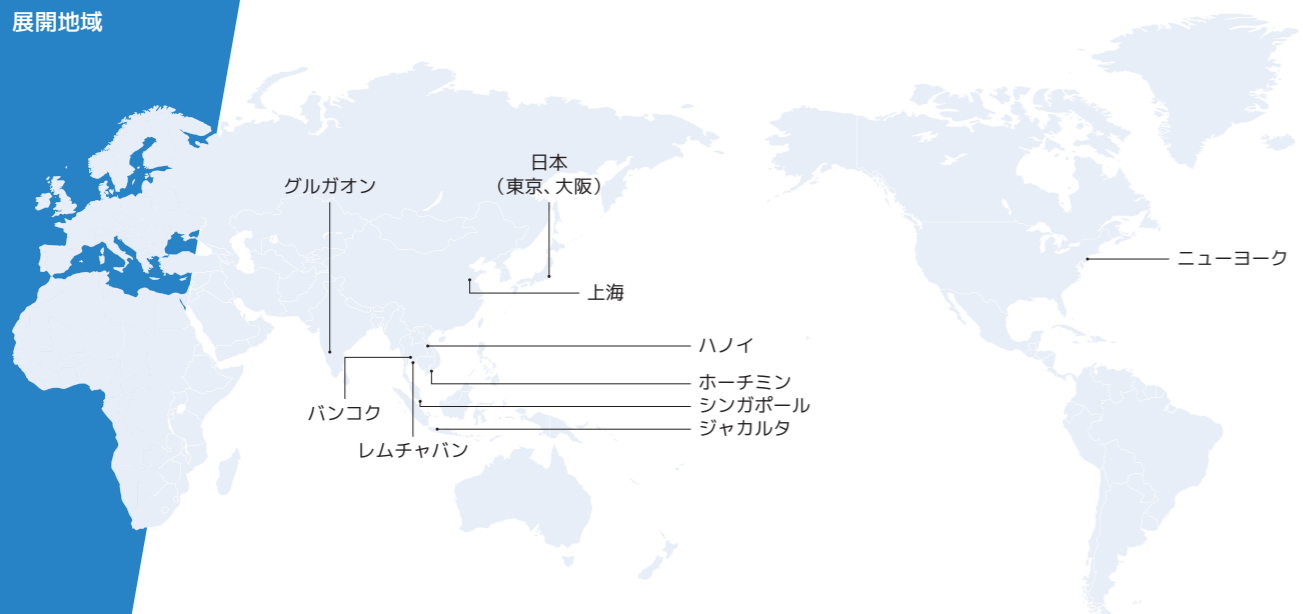 展開地域
日本
（東京、大阪）
グルガオン
ニューヨーク
上海
ハノイ
ホーチミン
シンガポール
ジャカルタ
バンコク
レムチャバン